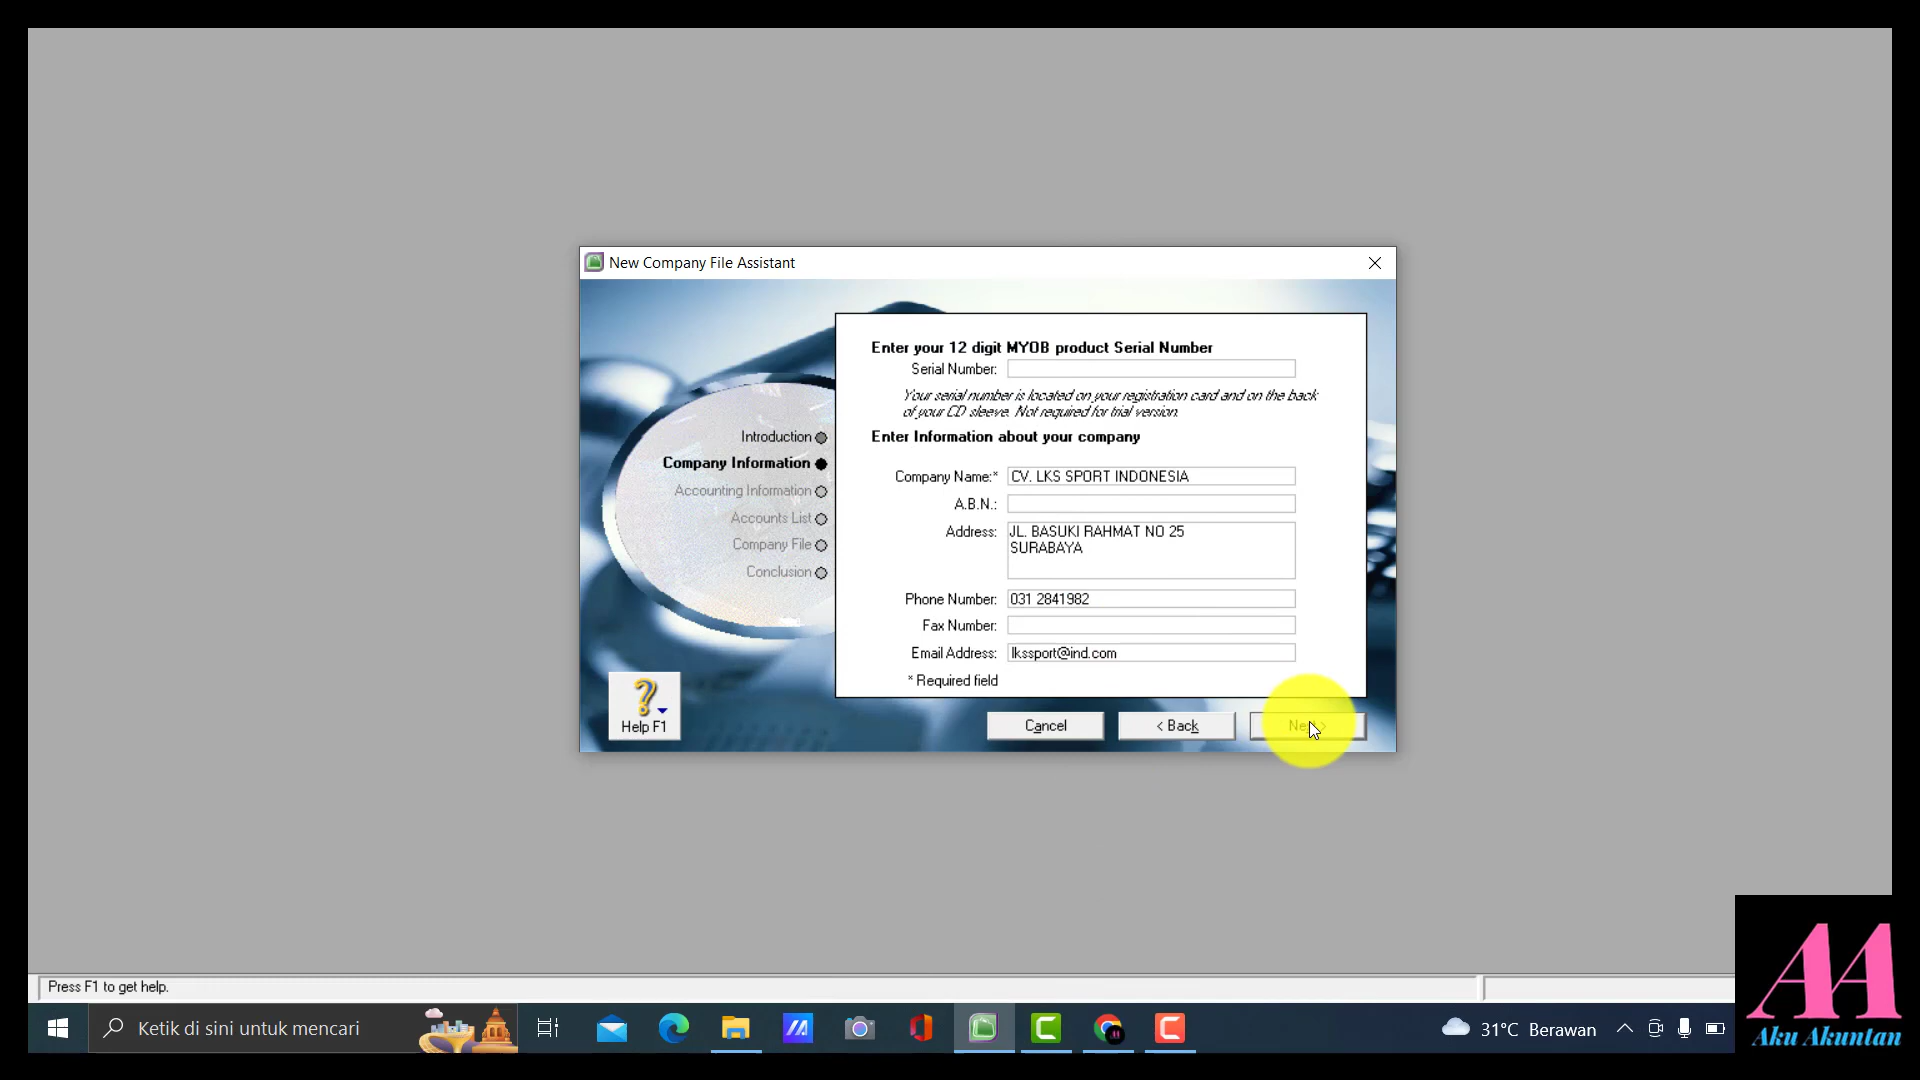 New Company File Assistant
Enter your 12 digit MYOB product Serial Number
Serial Number:
Your serial number is located on your registration card and on the back
of your CD sleeve. Not required for trial version.
Enter Information about your company
Introduction
Company Information
Accounting Information
Accounts List
Company File
Conclusion
Company Name:* CV. LKS SPORT INDONESIA
A.B.N.:
Address: JL. BASUKI RAHMAT NO 25
SURABAYA
Phone Number: 031 2841982
Fax Number:
Email Address: lkssport@ind.com
* Required field
Help F1
Cancel
< Back
Next >
Press F1 to get help.
Ketik di sini untuk mencari
31°C Berawan
AA
Aku Akuntan